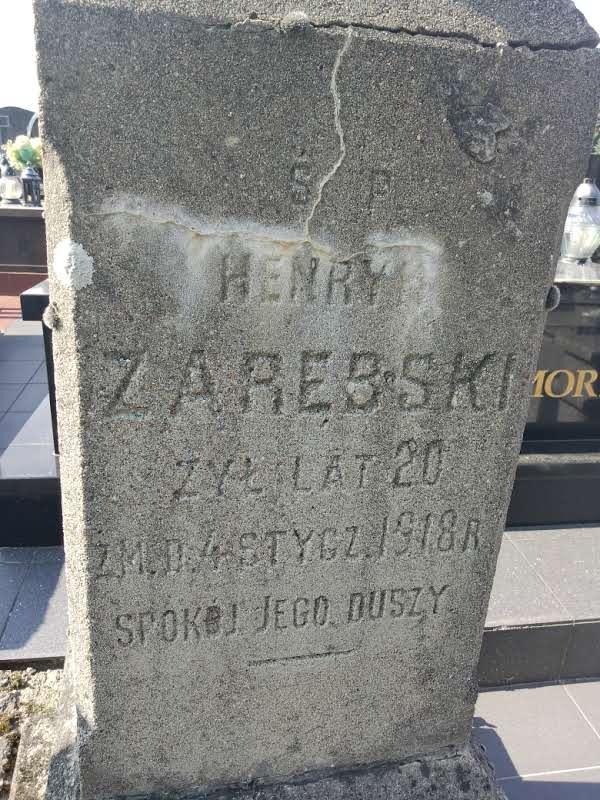 Ś P
HENRYK
ZARĘBSKI
ŻYŁ LAT 20
ZM. D. 4 STYCZ. 1918 R
SPOKÓJ JEGO DUSZY